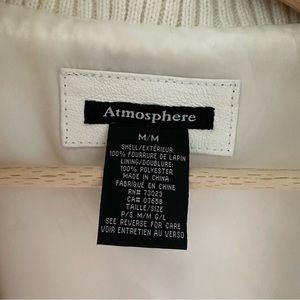 Atmosphere
M/M
SHELL/EXTÉRIEUR:
100% FOURRURE DE LAPIN
LINING/DOUBLURE:
100% POLYESTER
MADE IN CHINA
FABRIQUÉ EN CHINE
RN# 73023
CA# 07658
TAILLE/SIZE
P/S M/M G/L
SEE REVERSE FOR CARE
VOIR ENTRETIEN AU VERSO